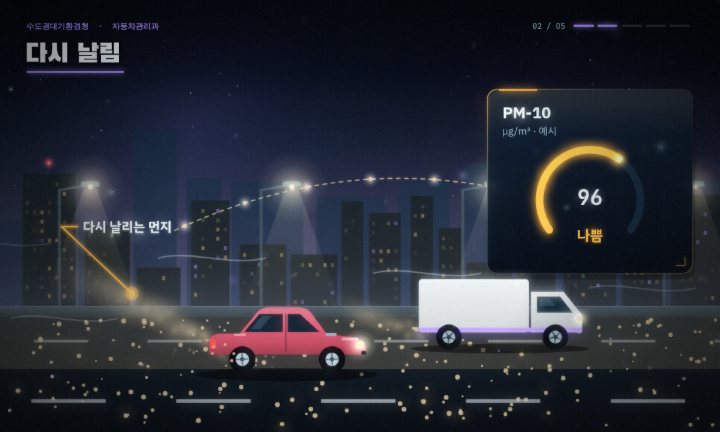 수도권대기환경청 · 자동차관리과
02 / 05
다시 날림
PM-10
µg/m³ · 예시
다시 날리는 먼지
96
나쁨